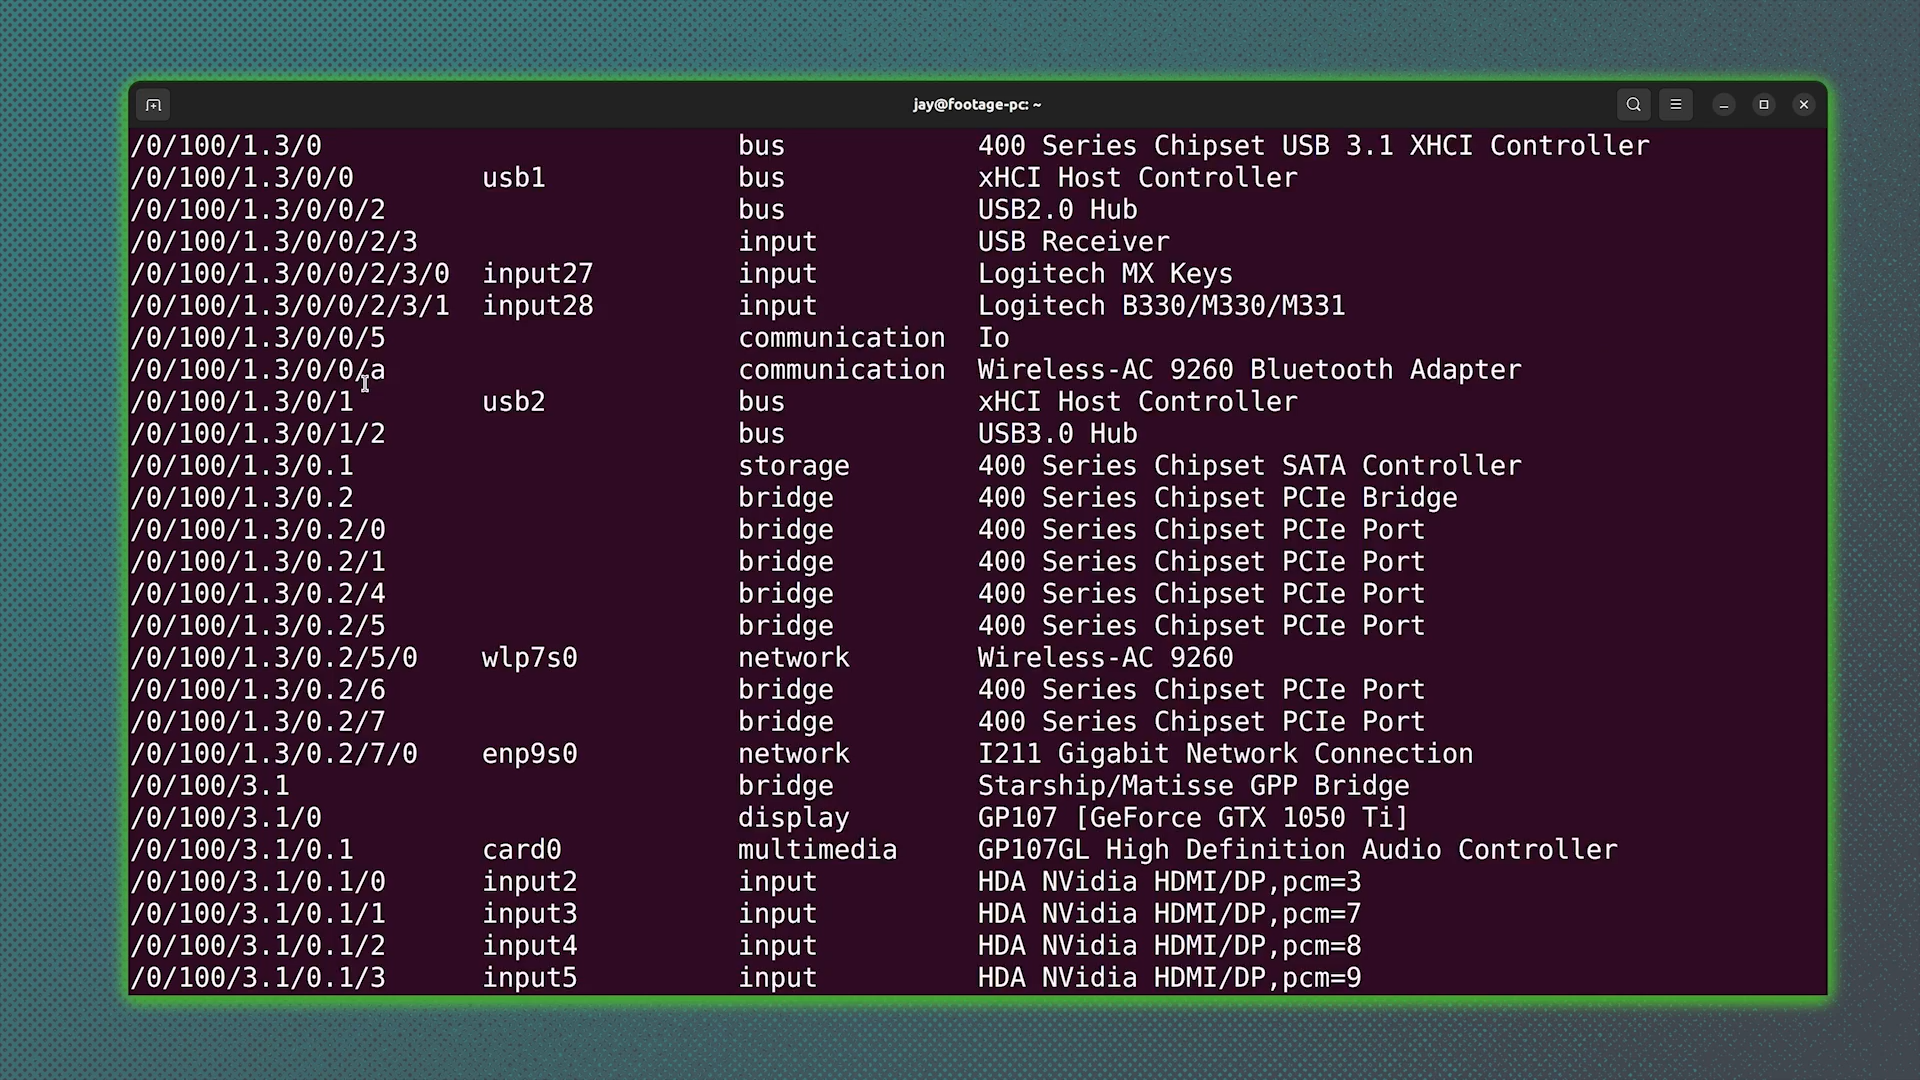 jay@footage-pc: ~
/0/100/1.3/0 bus 400 Series Chipset USB 3.1 XHCI Controller
/0/100/1.3/0/0 usb1 bus xHCI Host Controller
/0/100/1.3/0/0/2 bus USB2.0 Hub
/0/100/1.3/0/0/2/3 input USB Receiver
/0/100/1.3/0/0/2/3/0 input27 input Logitech MX Keys
/0/100/1.3/0/0/2/3/1 input28 input Logitech B330/M330/M331
/0/100/1.3/0/0/5 communication Io
/0/100/1.3/0/0/a communication Wireless-AC 9260 Bluetooth Adapter
/0/100/1.3/0/1 usb2 bus xHCI Host Controller
/0/100/1.3/0/1/2 bus USB3.0 Hub
/0/100/1.3/0.1 storage 400 Series Chipset SATA Controller
/0/100/1.3/0.2 bridge 400 Series Chipset PCIe Bridge
/0/100/1.3/0.2/0 bridge 400 Series Chipset PCIe Port
/0/100/1.3/0.2/1 bridge 400 Series Chipset PCIe Port
/0/100/1.3/0.2/4 bridge 400 Series Chipset PCIe Port
/0/100/1.3/0.2/5 bridge 400 Series Chipset PCIe Port
/0/100/1.3/0.2/5/0 wlp7s0 network Wireless-AC 9260
/0/100/1.3/0.2/6 bridge 400 Series Chipset PCIe Port
/0/100/1.3/0.2/7 bridge 400 Series Chipset PCIe Port
/0/100/1.3/0.2/7/0 enp9s0 network I211 Gigabit Network Connection
/0/100/3.1 bridge Starship/Matisse GPP Bridge
/0/100/3.1/0 display GP107 [GeForce GTX 1050 Ti]
/0/100/3.1/0.1 card0 multimedia GP107GL High Definition Audio Controller
/0/100/3.1/0.1/0 input2 input HDA NVidia HDMI/DP,pcm=3
/0/100/3.1/0.1/1 input3 input HDA NVidia HDMI/DP,pcm=7
/0/100/3.1/0.1/2 input4 input HDA NVidia HDMI/DP,pcm=8
/0/100/3.1/0.1/3 input5 input HDA NVidia HDMI/DP,pcm=9